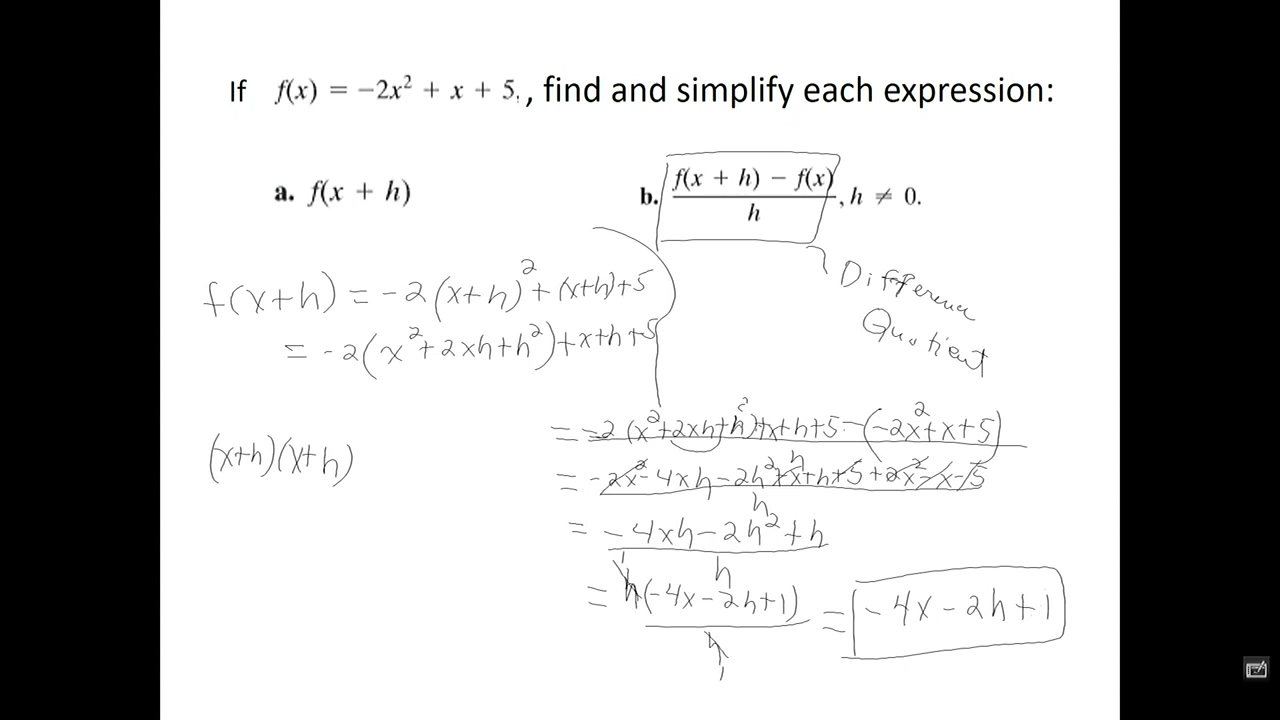 If f(x) = −2x² + x + 5, , find and simplify each expression:
a. f(x + h)
b. f(x + h) − f(x) / h , h ≠ 0.
Difference
Quotient
f(x+h) = -2(x+h)² + (x+h)+5
= -2(x²+2xh+h²)+x+h+5
(x+h)(x+h)
= -2(x²+2xh+h²)+x+h+5-(-2x²+x+5) / h
= -2x²-4xh-2h²+x+h+5+2x²-x-5 / h
= -4xh-2h²+h / h
= h(-4x-2h+1) / h = -4x-2h+1